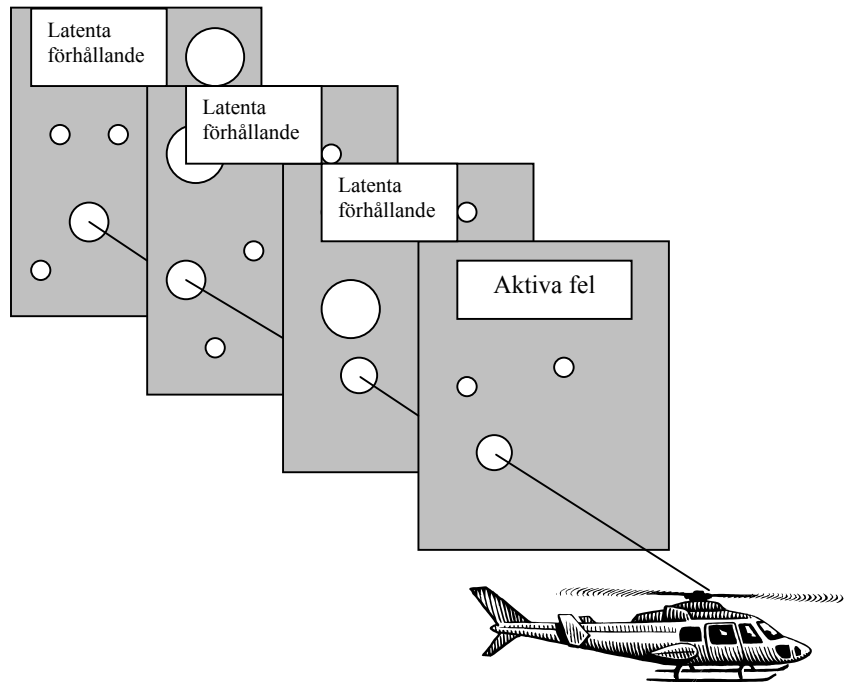 Latenta
förhållande
Latenta
förhållande
Latenta
förhållande
Aktiva fel